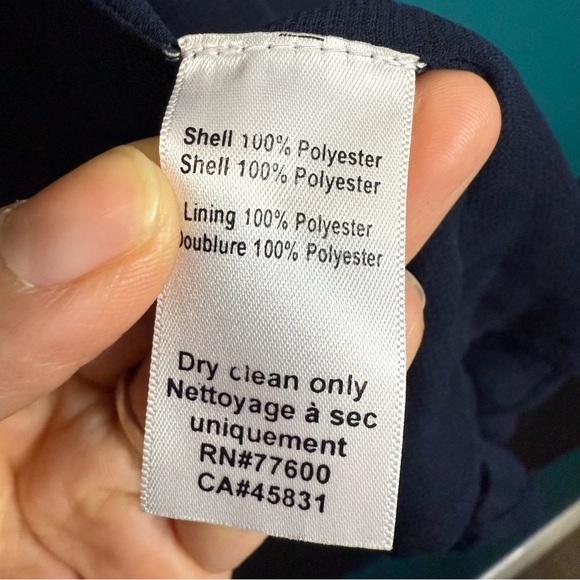 Shell 100% Polyester
Shell 100% Polyester
Lining 100% Polyester
Doublure 100% Polyester
Dry clean only
Nettoyage à sec
uniquement
RN#77600
CA#45831